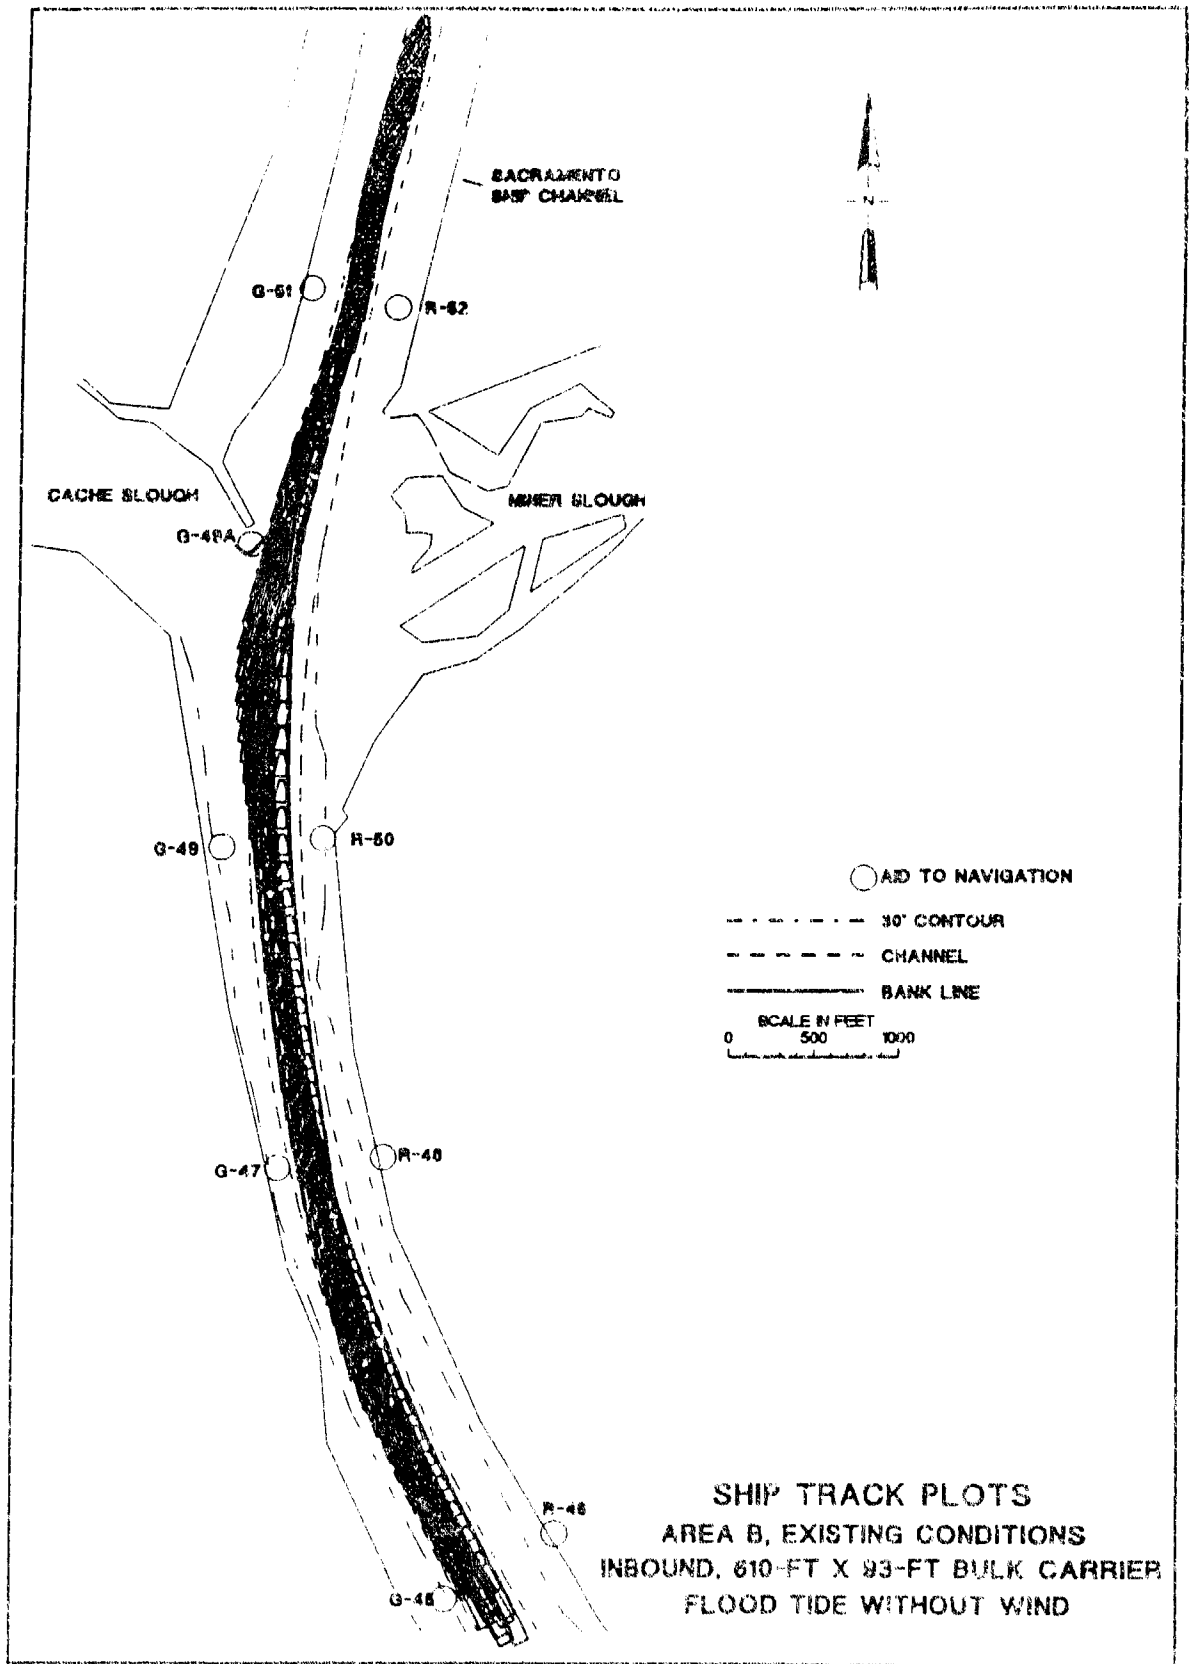 SACRAMENTO
SHIP CHANNEL
N
G-51
R-52
CACHE SLOUGH
MINER SLOUGH
G-49A
G-49
R-50
AID TO NAVIGATION
30' CONTOUR
CHANNEL
BANK LINE
SCALE IN FEET
0 500 1000
G-47
R-48
R-46
G-45
SHIP TRACK PLOTS
AREA B, EXISTING CONDITIONS
INBOUND, 610-FT X 93-FT BULK CARRIER
FLOOD TIDE WITHOUT WIND